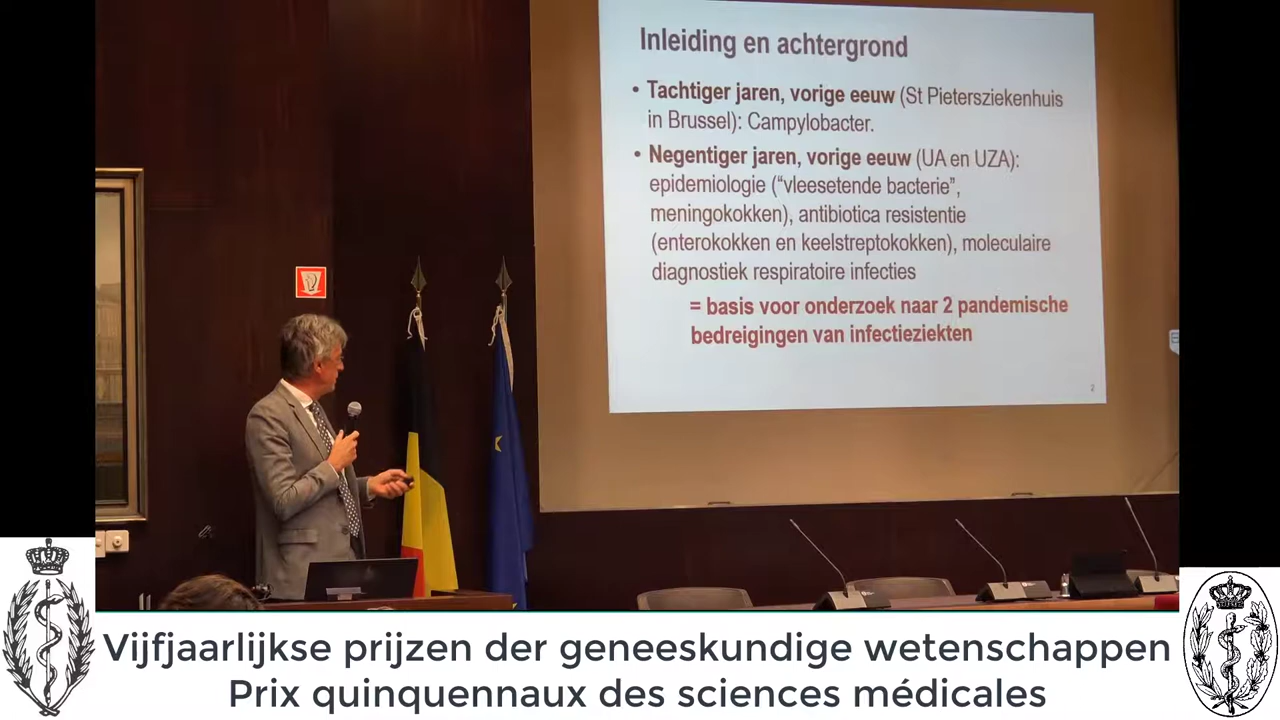 Inleiding en achtergrond
• Tachtiger jaren, vorige eeuw (St Pietersziekenhuis
in Brussel): Campylobacter.
• Negentiger jaren, vorige eeuw (UA en UZA):
epidemiologie (“vleesetende bacterie”,
meningokokken), antibiotica resistentie
(enterokokken en keelstreptokokken), moleculaire
diagnostiek respiratoire infecties
= basis voor onderzoek naar 2 pandemische
bedreigingen van infectieziekten
2
Vijfjaarlijkse prijzen der geneeskundige wetenschappen
Prix quinquennaux des sciences médicales